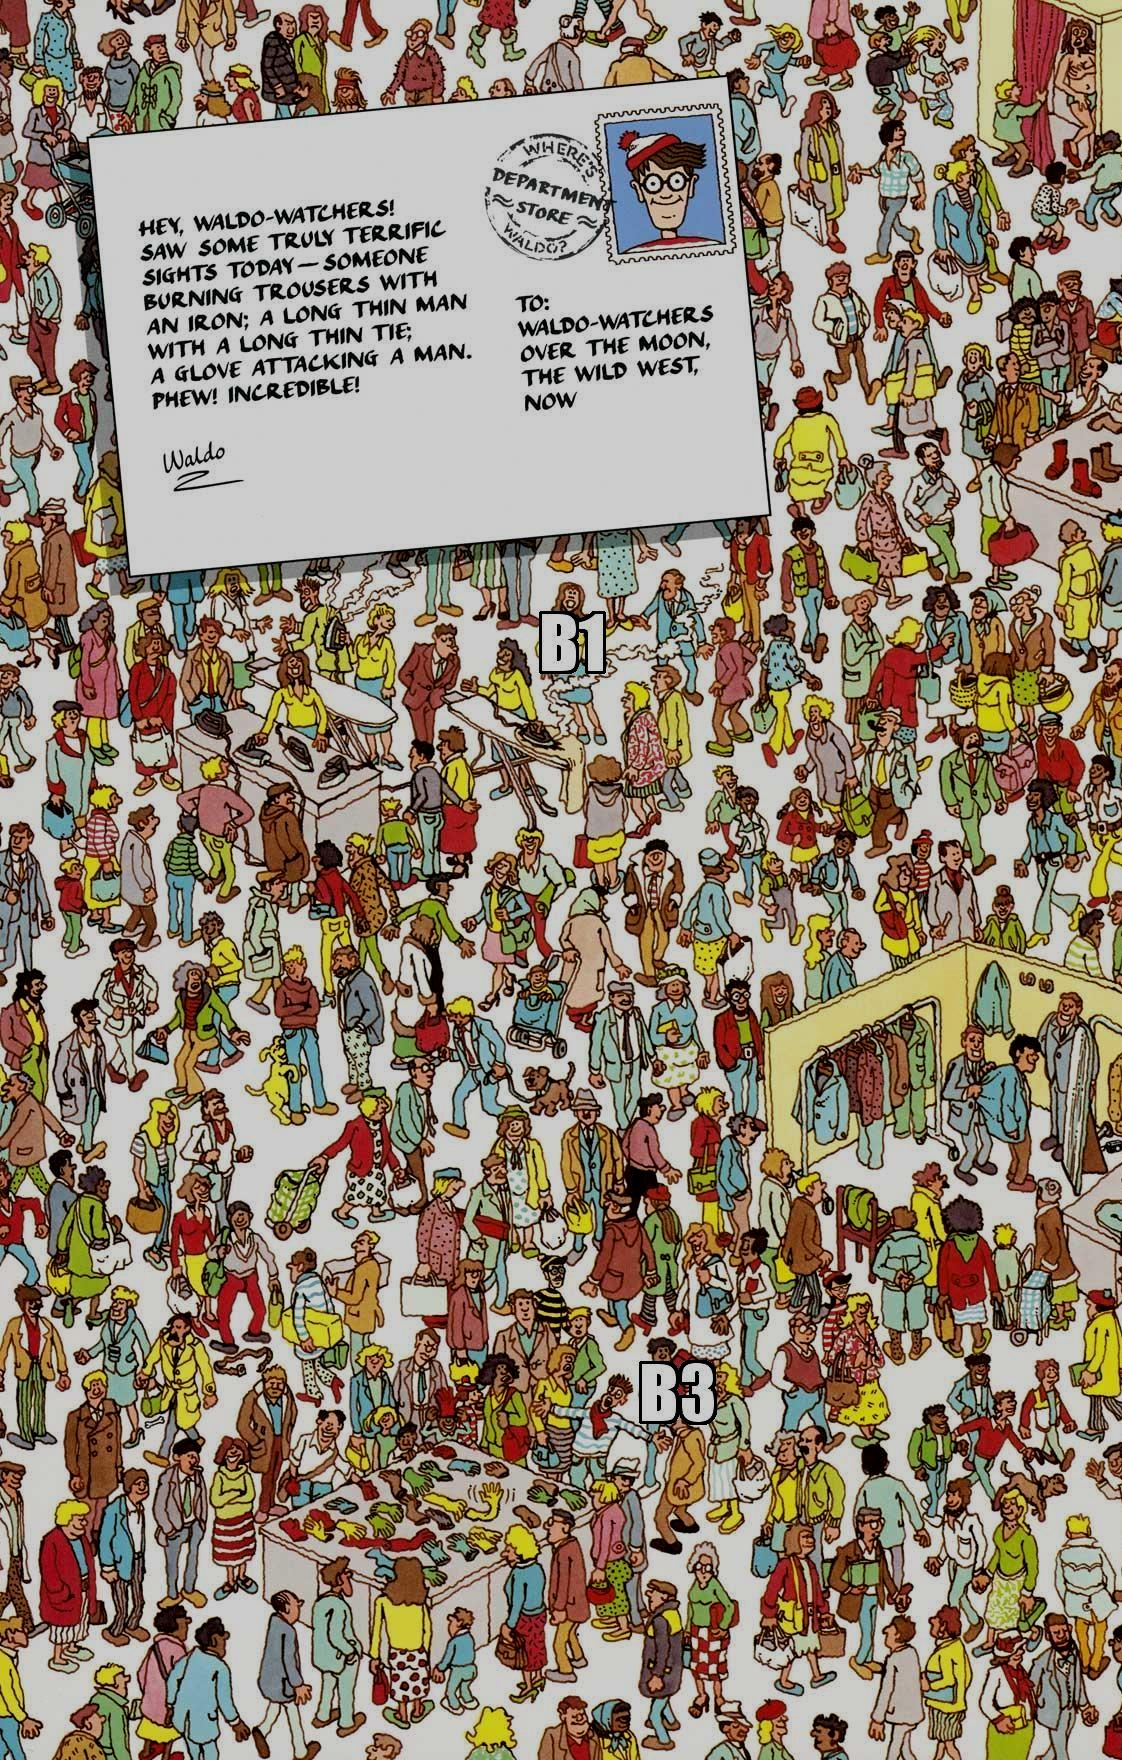 HEY, WALDO-WATCHERS!
SAW SOME TRULY TERRIFIC
SIGHTS TODAY — SOMEONE
BURNING TROUSERS WITH
AN IRON; A LONG THIN MAN
WITH A LONG THIN TIE;
A GLOVE ATTACKING A MAN.
PHEW! INCREDIBLE!
Waldo
WHERE'S
DEPARTMENT
STORE
WALDO?
TO:
WALDO-WATCHERS
OVER THE MOON,
THE WILD WEST,
NOW
B1
B3